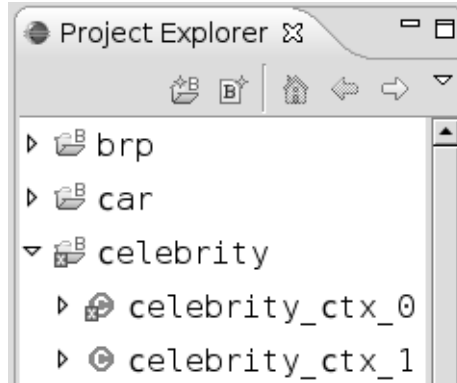 Project Explorer
brp
car
celebrity
celebrity_ctx_0
celebrity_ctx_1